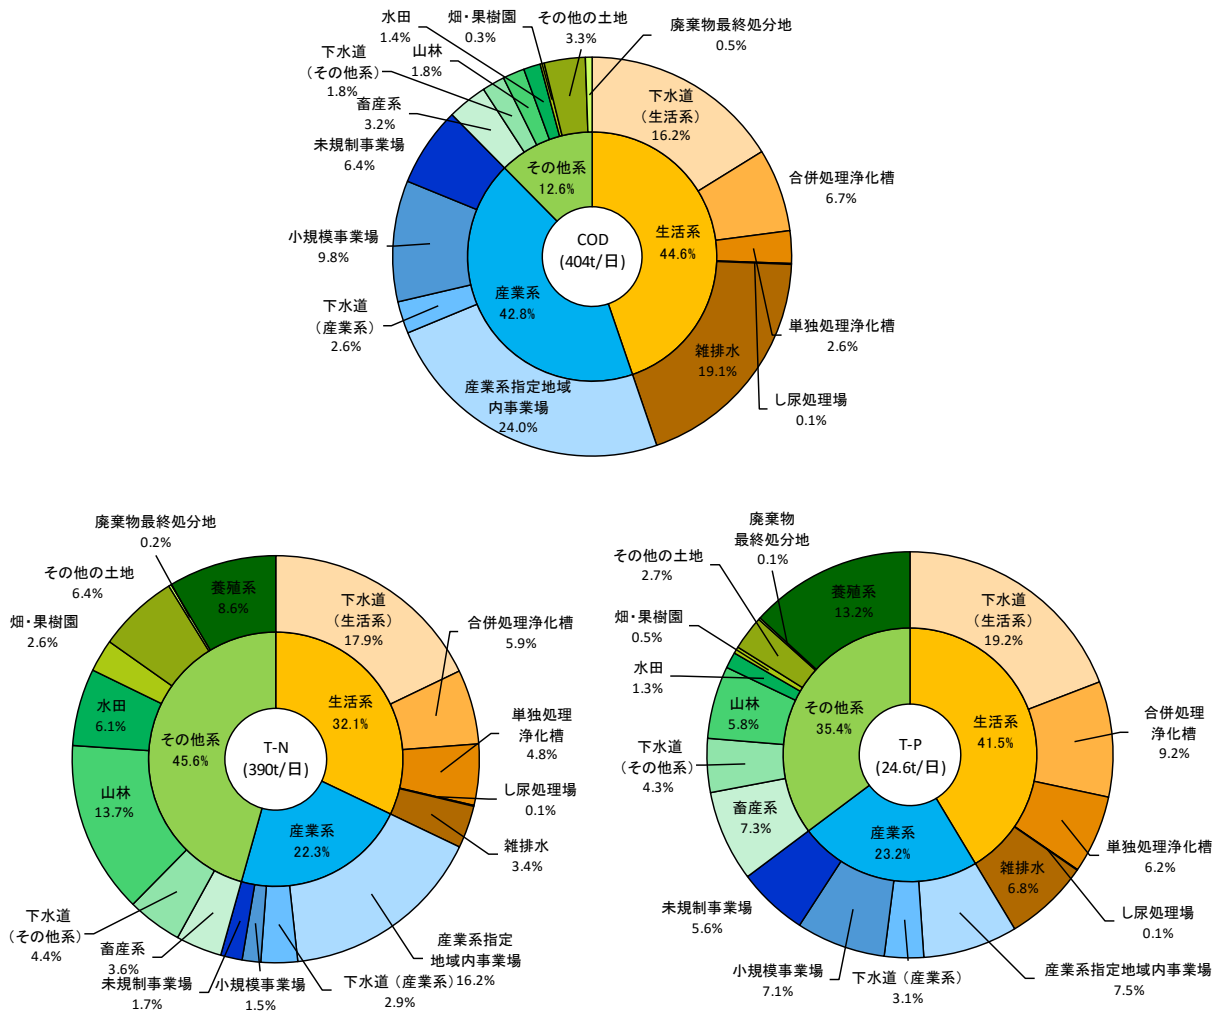 水田
1.4%
畑・果樹園
0.3%
その他の土地
3.3%
廃棄物最終処分地
0.5%
下水道
（その他系）
1.8%
山林
1.8%
畜産系
3.2%
未規制事業場
6.4%
小規模事業場
9.8%
下水道
（産業系）
2.6%
産業系指定地域
内事業場
24.0%
下水道
（生活系）
16.2%
合併処理浄化槽
6.7%
単独処理浄化槽
2.6%
し尿処理場
0.1%
雑排水
19.1%
その他系
12.6%
生活系
44.6%
産業系
42.8%
COD
(404t/日)
廃棄物最終処分地
0.2%
その他の土地
6.4%
畑・果樹園
2.6%
養殖系
8.6%
下水道
（生活系）
17.9%
合併処理浄化槽
5.9%
単独処理
浄化槽
4.8%
し尿処理場
0.1%
雑排水
3.4%
水田
6.1%
山林
13.7%
その他系
45.6%
生活系
32.1%
産業系
22.3%
T-N
(390t/日)
下水道
（その他系）
4.4%
畜産系
3.6%
未規制事業場
1.7%
小規模事業場
1.5%
下水道（産業系）
2.9%
産業系指定
地域内事業場
16.2%
廃棄物
最終処分地
0.1%
その他の土地
2.7%
畑・果樹園
0.5%
水田
1.3%
養殖系
13.2%
下水道
（生活系）
19.2%
合併処理
浄化槽
9.2%
単独処理浄化槽
6.2%
し尿処理場
0.1%
雑排水
6.8%
山林
5.8%
下水道
（その他系）
4.3%
畜産系
7.3%
その他系
35.4%
生活系
41.5%
産業系
23.2%
T-P
(24.6t/日)
未規制事業場
5.6%
小規模事業場
7.1%
下水道（産業系）
3.1%
産業系指定地域内事業場
7.5%